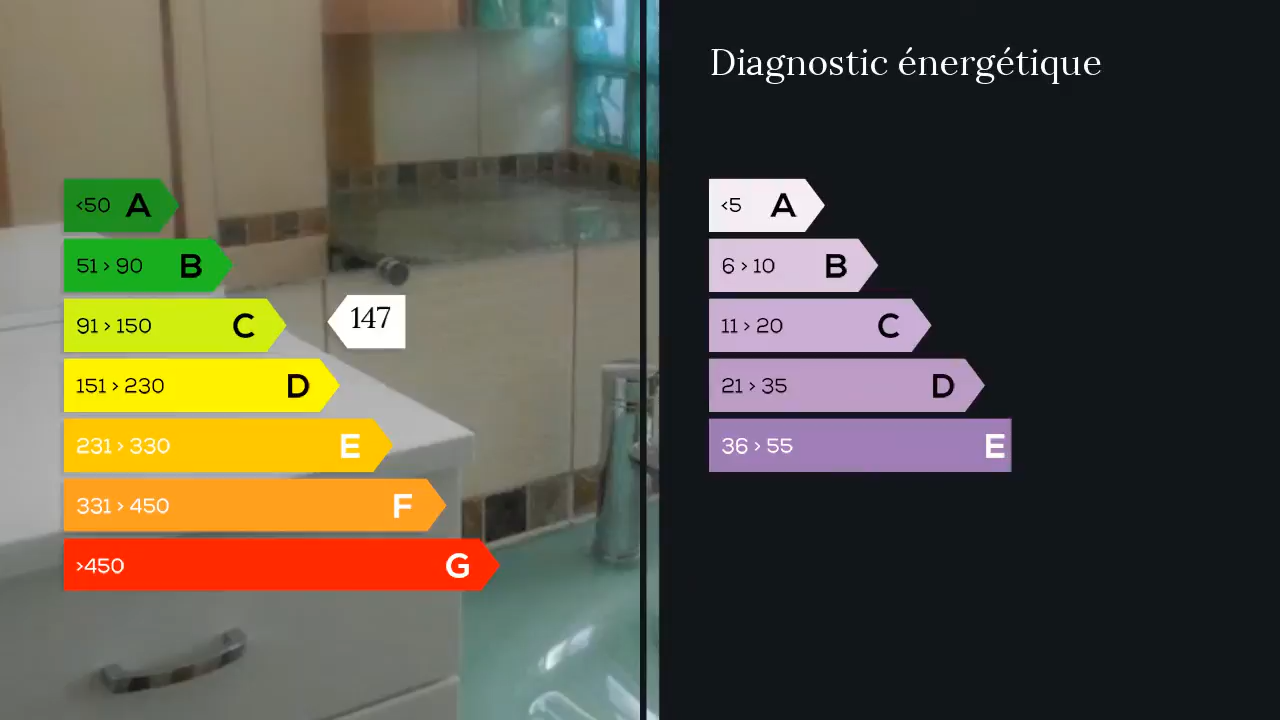 Diagnostic énergétique
<50 A
51 > 90 B
91 > 150 C
147
151 > 230 D
231 > 330 E
331 > 450 F
>450 G
<5 A
6 > 10 B
11 > 20 C
21 > 35 D
36 > 55 E